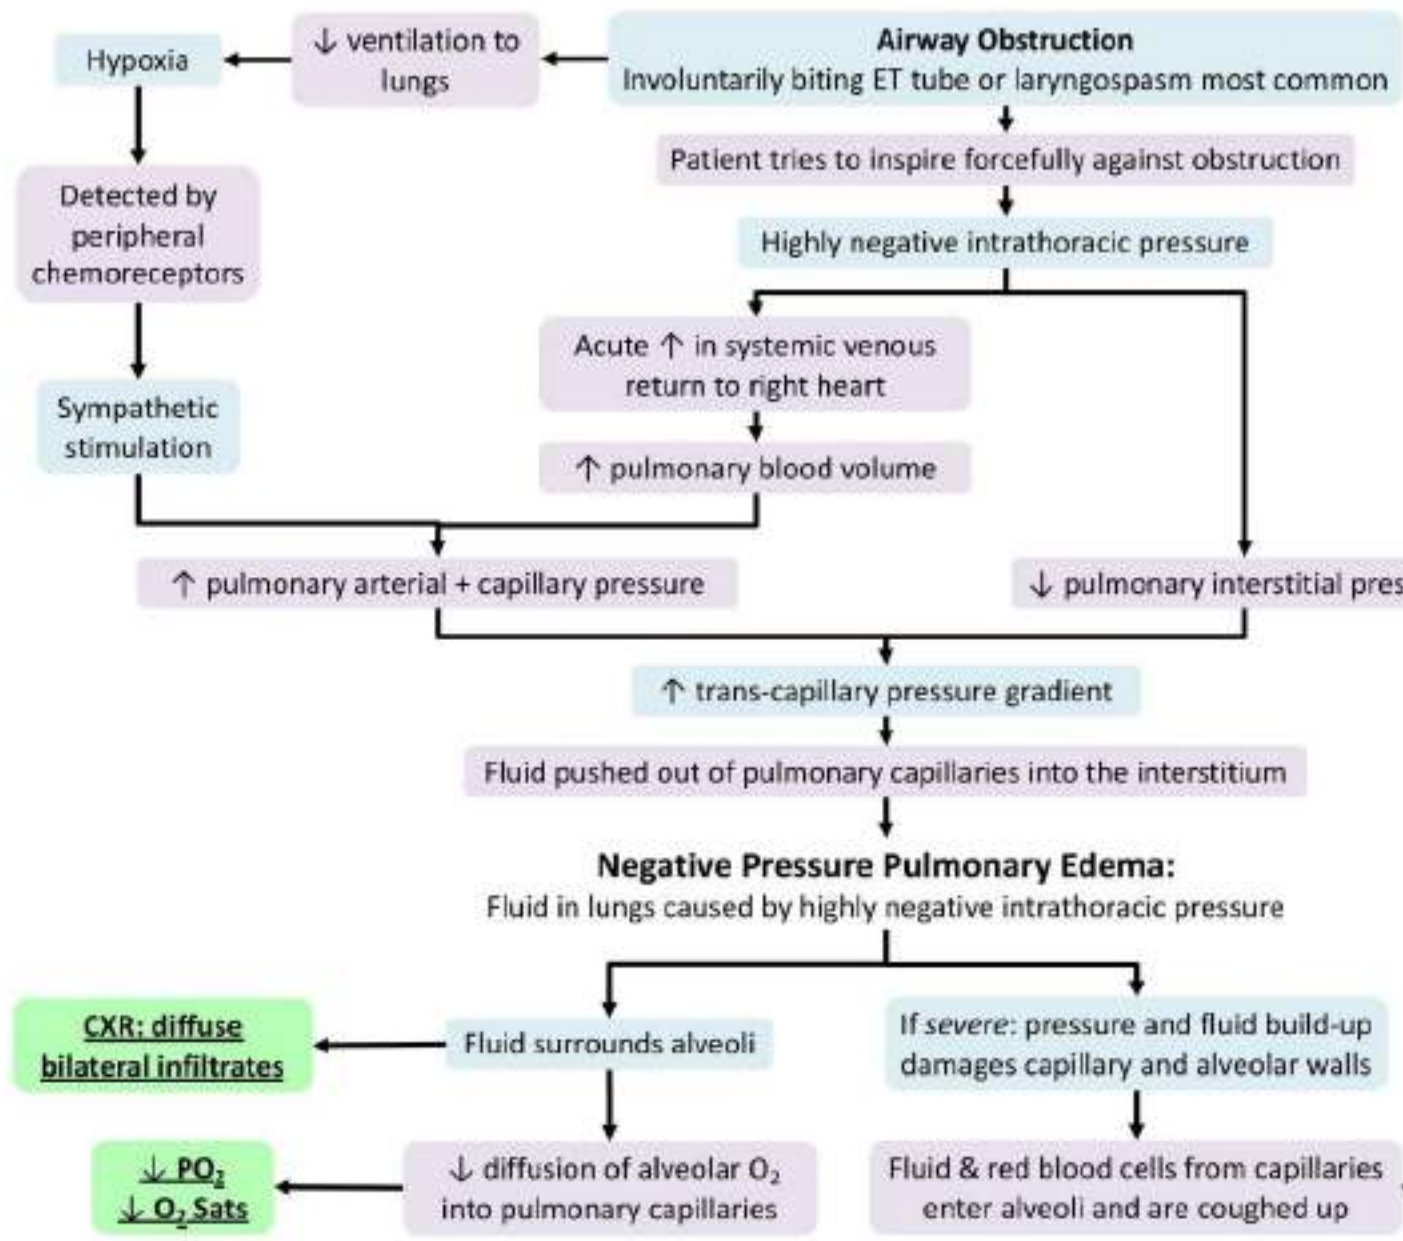 Airway Obstruction
Involuntarily biting ET tube or laryngospasm most common
↓ ventilation to
lungs
Hypoxia
Detected by
peripheral
chemoreceptors
Sympathetic
stimulation
Patient tries to inspire forcefully against obstruction
Highly negative intrathoracic pressure
Acute ↑ in systemic venous
return to right heart
↑ pulmonary blood volume
↑ pulmonary arterial + capillary pressure
↓ pulmonary interstitial pres
↑ trans-capillary pressure gradient
Fluid pushed out of pulmonary capillaries into the interstitium
Negative Pressure Pulmonary Edema:
Fluid in lungs caused by highly negative intrathoracic pressure
Fluid surrounds alveoli
CXR: diffuse
bilateral infiltrates
↓ diffusion of alveolar O₂
into pulmonary capillaries
↓ PO₂
↓ O₂ Sats
If severe: pressure and fluid build-up
damages capillary and alveolar walls
Fluid & red blood cells from capillaries
enter alveoli and are coughed up